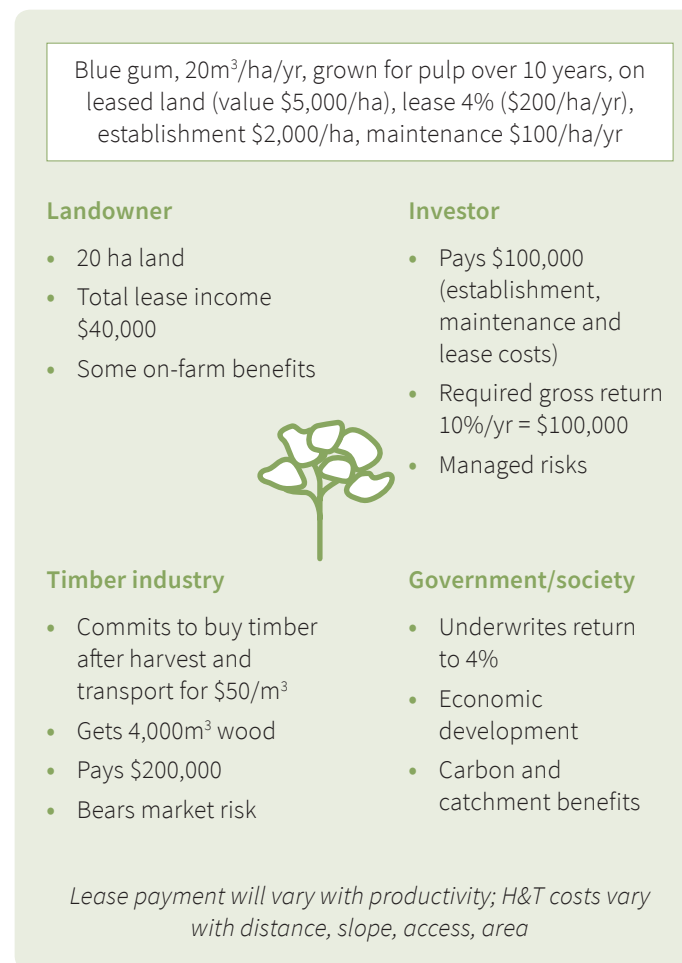 Blue gum, 20m³/ha/yr, grown for pulp over 10 years, on
leased land (value $5,000/ha), lease 4% ($200/ha/yr),
establishment $2,000/ha, maintenance $100/ha/yr
Landowner
• 20 ha land
• Total lease income
$40,000
• Some on-farm benefits
Investor
• Pays $100,000
(establishment,
maintenance and
lease costs)
• Required gross return
10%/yr = $100,000
• Managed risks
Timber industry
• Commits to buy timber
after harvest and
transport for $50/m³
• Gets 4,000m³ wood
• Pays $200,000
• Bears market risk
Government/society
• Underwrites return
to 4%
• Economic
development
• Carbon and
catchment benefits
Lease payment will vary with productivity; H&T costs vary
with distance, slope, access, area